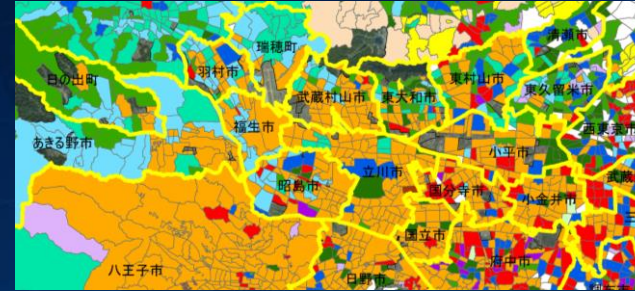 瑞穂町
清瀬市
羽村市
日の出町
東村山市
東久留米市
武蔵村山市
東大和市
福生市
西東京市
あきる野市
小平
立川市
昭島市
国分寺市
武蔵
小金井市
三
国立市
府中市
八王子市
日野市